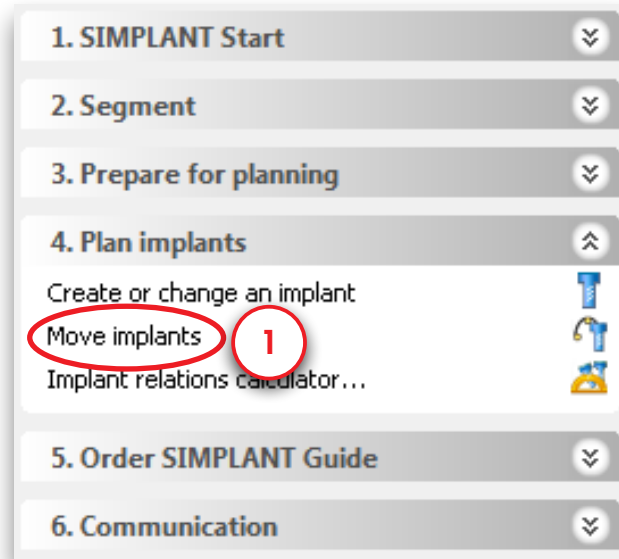 1. SIMPLANT Start
2. Segment
3. Prepare for planning
4. Plan implants
Create or change an implant
Move implants
1
Implant relations calculator...
5. Order SIMPLANT Guide
6. Communication